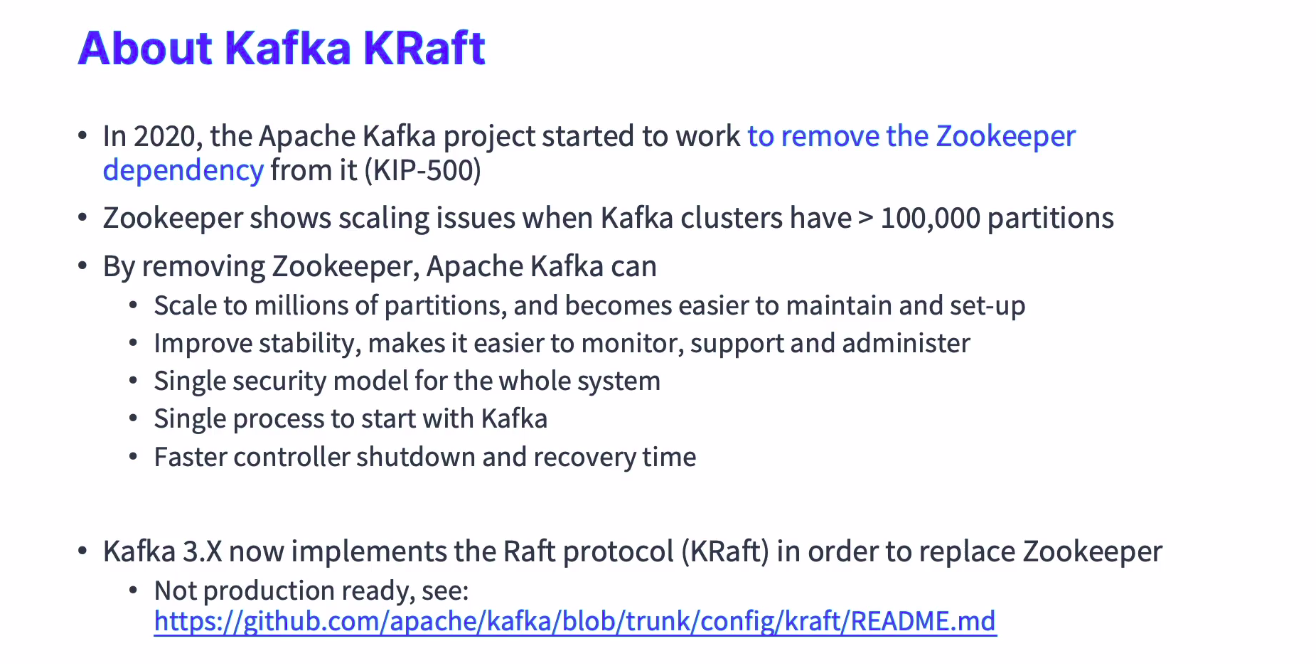 About Kafka KRaft
• In 2020, the Apache Kafka project started to work to remove the Zookeeper
dependency from it (KIP-500)
• Zookeeper shows scaling issues when Kafka clusters have > 100,000 partitions
• By removing Zookeeper, Apache Kafka can
• Scale to millions of partitions, and becomes easier to maintain and set-up
• Improve stability, makes it easier to monitor, support and administer
• Single security model for the whole system
• Single process to start with Kafka
• Faster controller shutdown and recovery time
• Kafka 3.X now implements the Raft protocol (KRaft) in order to replace Zookeeper
• Not production ready, see:
https://github.com/apache/kafka/blob/trunk/config/kraft/README.md